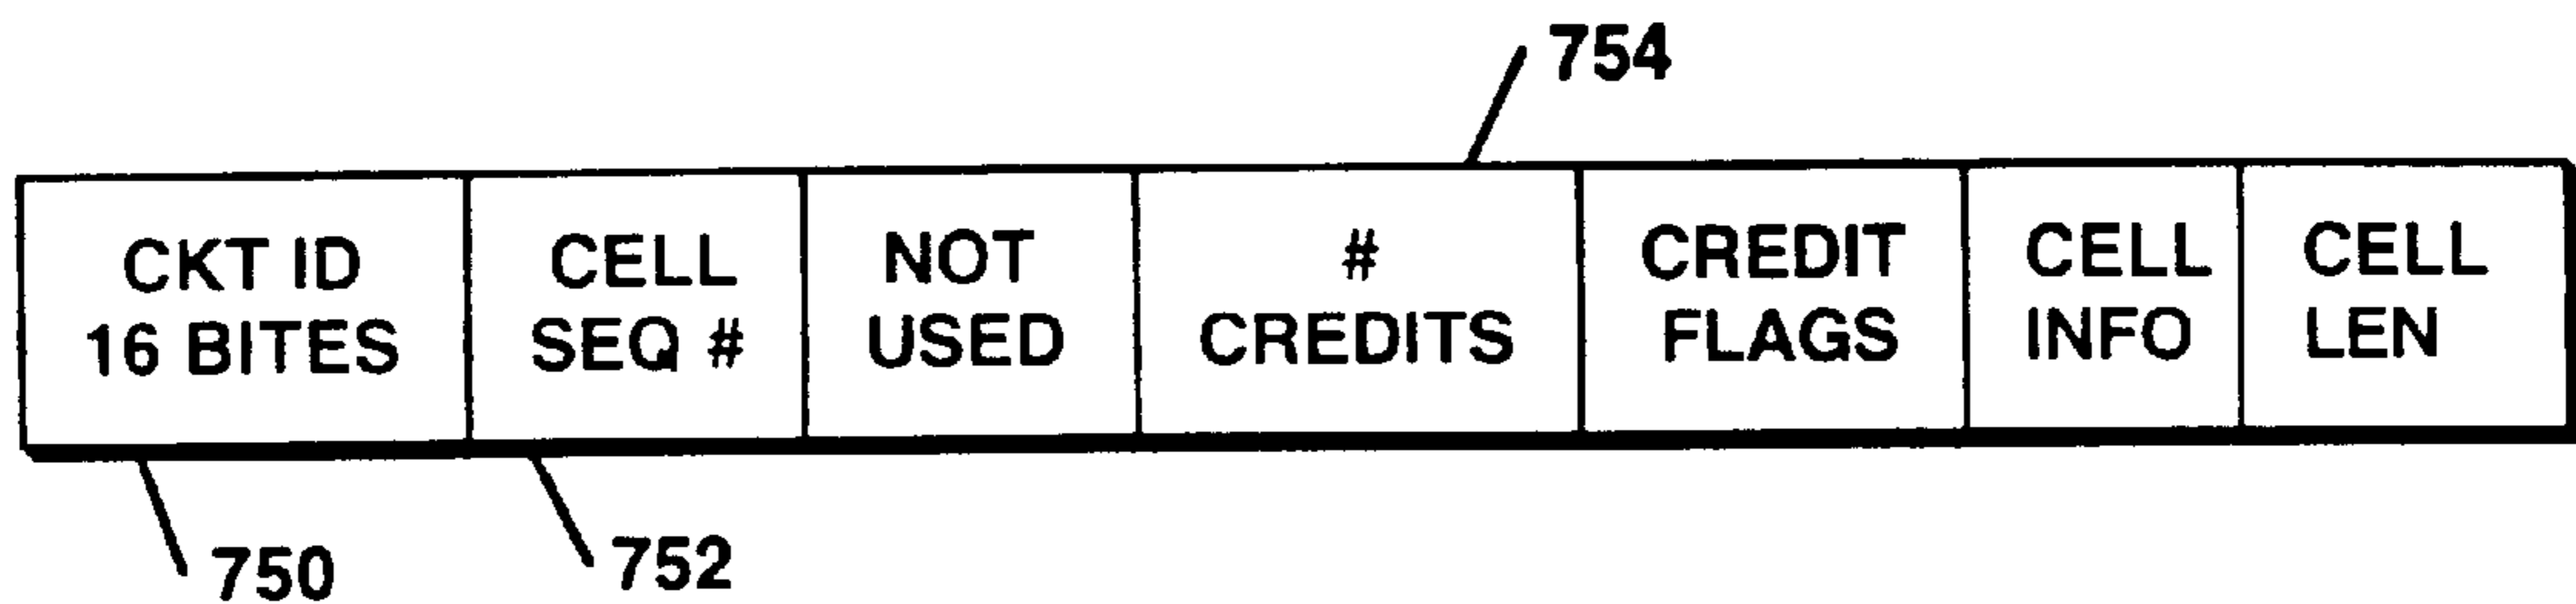 754
CKT ID
16 BITES
CELL
SEQ #
NOT
USED
#
CREDITS
CREDIT
FLAGS
CELL
INFO
CELL
LEN
750
752